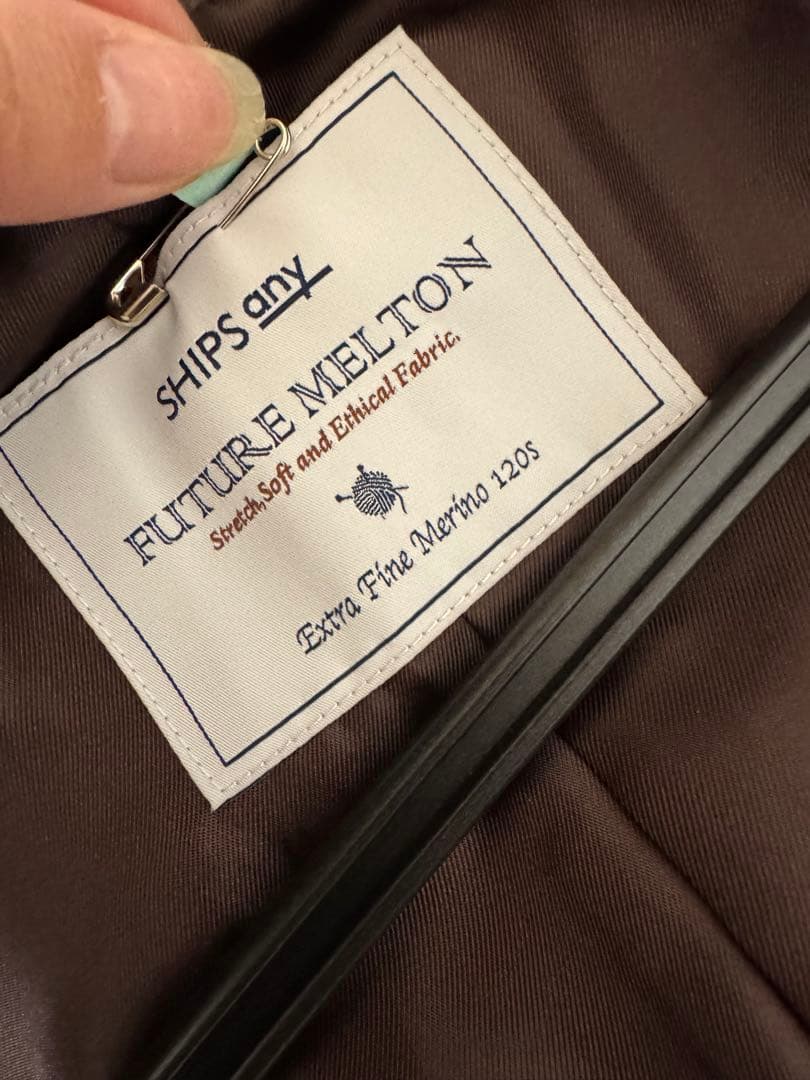 SHIPS any
FUTURE MELTON
Stretch, Soft and Ethical Fabric.
Extra Fine Merino 120s